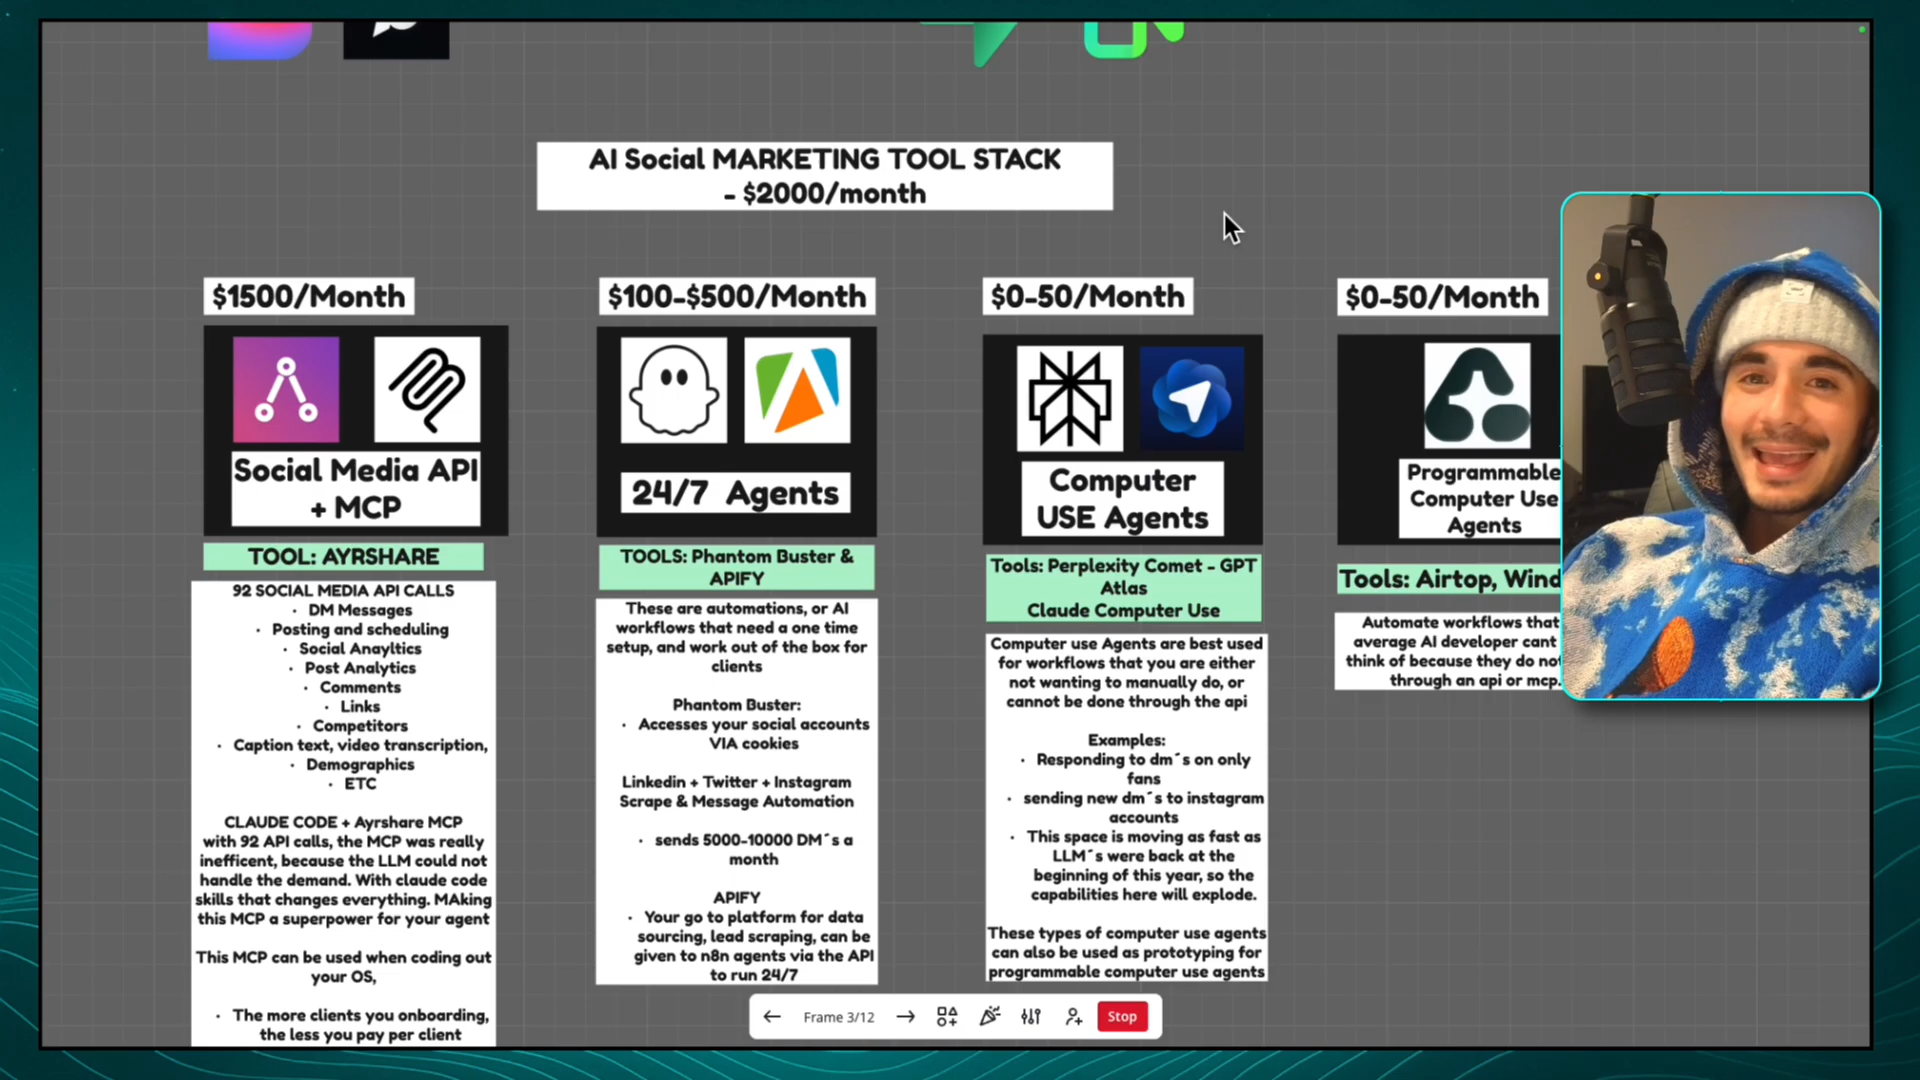 AI Social MARKETING TOOL STACK
- $2000/month
$1500/Month
Social Media API
+ MCP
TOOL: AYRSHARE
92 SOCIAL MEDIA API CALLS
• DM Messages
• Posting and scheduling
• Social Anayltics
• Post Analytics
• Comments
• Links
• Competitors
• Caption text, video transcription,
• Demographics
• ETC
CLAUDE CODE + Ayrshare MCP
with 92 API calls, the MCP was really
inefficent, because the LLM could not
handle the demand. With claude code
skills that changes everything. MAking
this MCP a superpower for your agent
This MCP can be used when coding out
your OS,
• The more clients you onboarding,
the less you pay per client
$100-$500/Month
24/7 Agents
TOOLS: Phantom Buster &
APIFY
These are automations, or AI
workflows that need a one time
setup, and work out of the box for
clients
Phantom Buster:
• Accesses your social accounts
VIA cookies
Linkedin + Twitter + Instagram
Scrape & Message Automation
• sends 5000-10000 DM´s a
month
APIFY
• Your go to platform for data
sourcing, lead scraping, can be
given to n8n agents via the API
to run 24/7
$0-50/Month
Computer
USE Agents
Tools: Perplexity Comet - GPT
Atlas
Claude Computer Use
Computer use Agents are best used
for workflows that you are either
not wanting to manually do, or
cannot be done through the api
Examples:
• Responding to dm´s on only
fans
• sending new dm´s to instagram
accounts
• This space is moving as fast as
LLM´s were back at the
beginning of this year, so the
capabilities here will explode.
These types of computer use agents
can also be used as prototyping for
programmable computer use agents
$0-50/Month
Programmable
Computer Use
Agents
Tools: Airtop, Wind
Automate workflows that
average AI developer cant
think of because they do not
through an api or mcp.
Frame 3/12
Stop